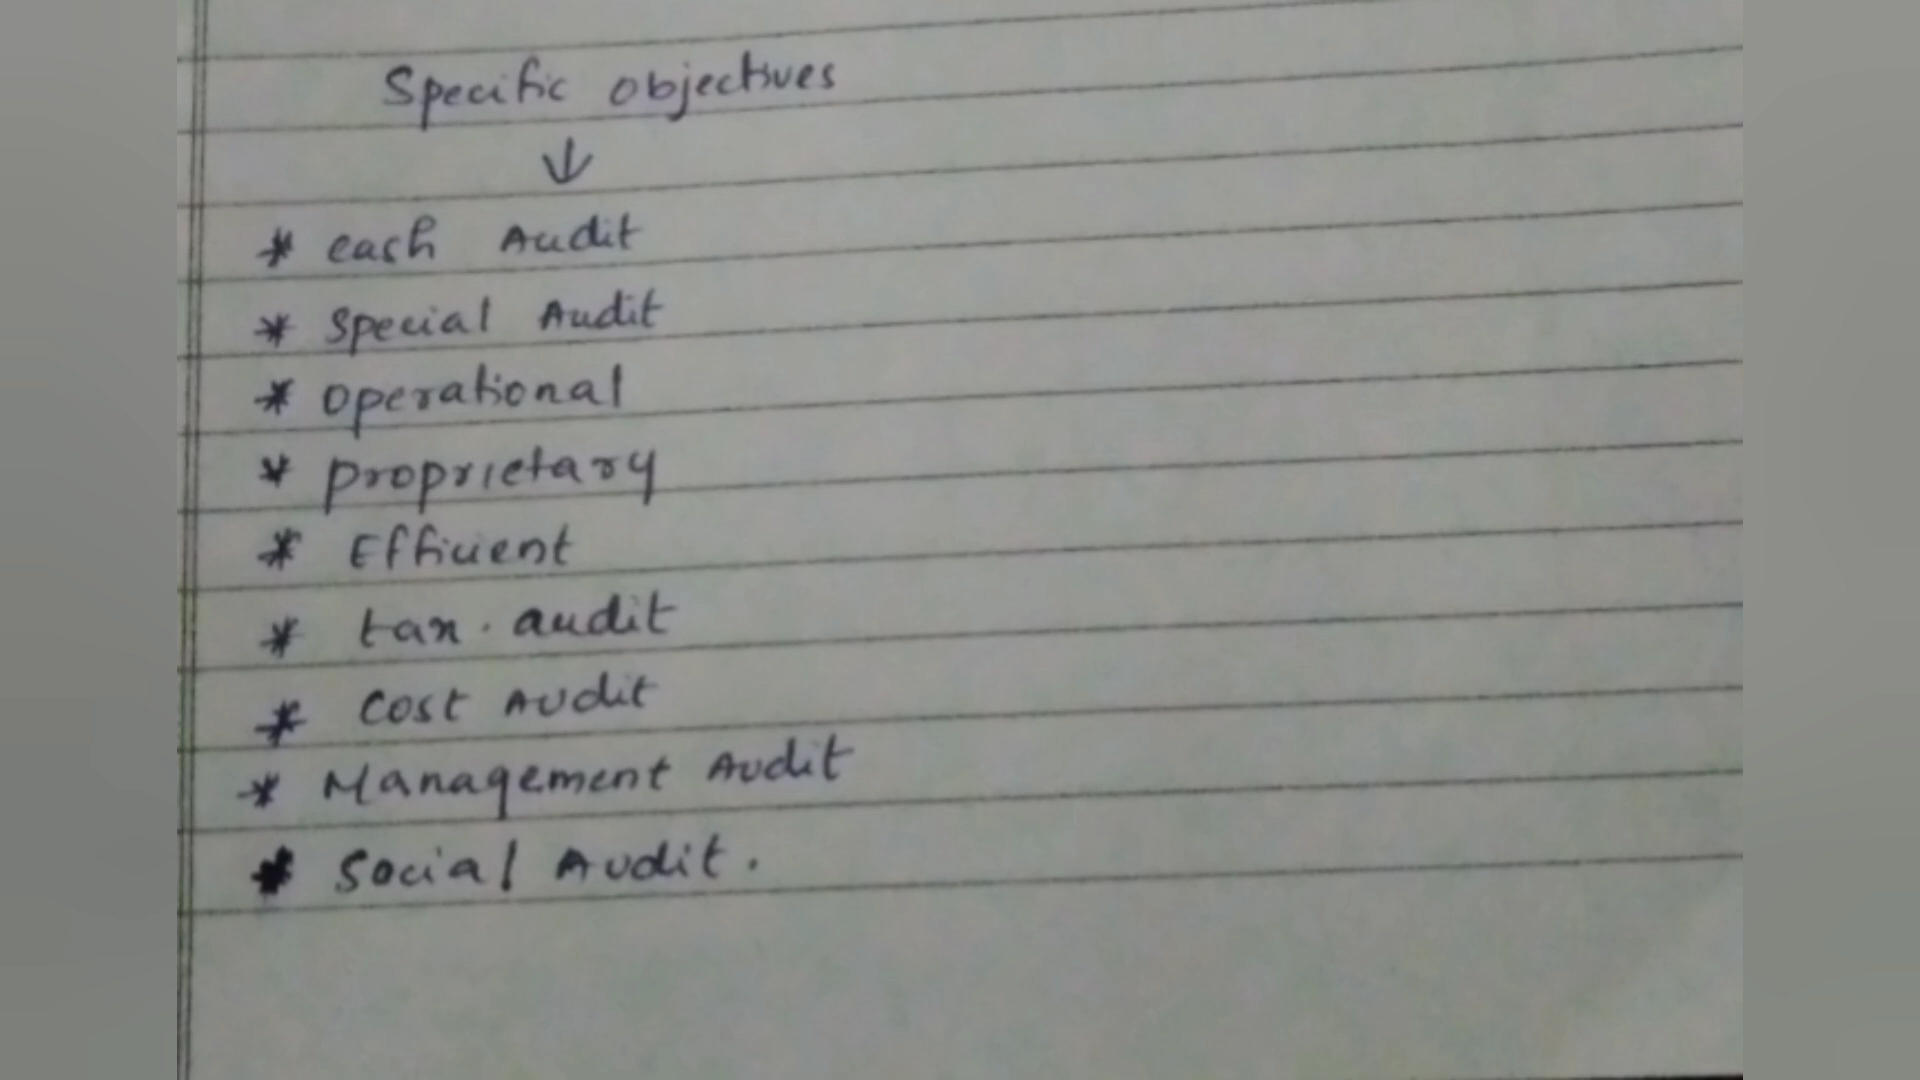 Specific objectives
↓
* cash Audit
* Special Audit
* operational
* proprietary
* Efficient
* tax. audit
* Cost Audit
* Management Audit
* Social Audit.